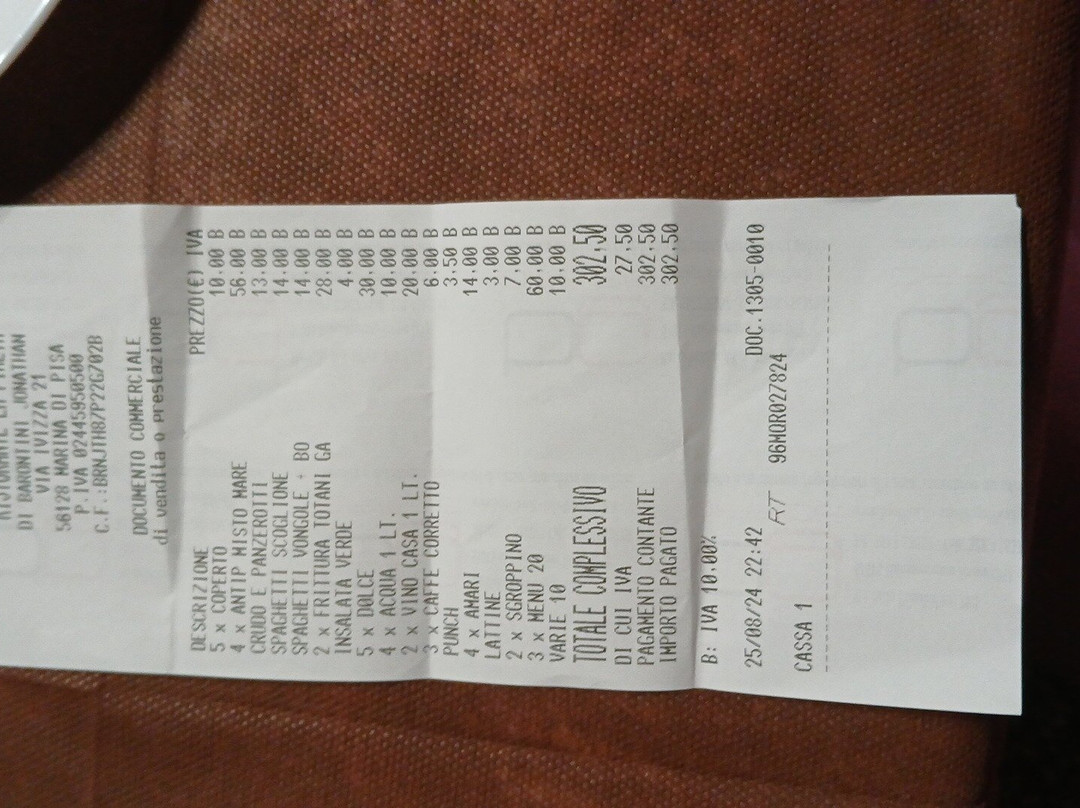 DI BARONTINI JONATHAN
VIA IVIZZA 21
56128 MARINA DI PISA
P.IVA 02445950500
C.F.:BRNJTH87P22G702B
DOCUMENTO COMMERCIALE
di vendita o prestazione
DESCRIZIONE PREZZO(€) IVA
5 x COPERTO 10.00 B
4 x ANTIP MISTO MARE 56.00 B
CRUDO E PANZEROTTI 13.00 B
SPAGHETTI SCOGLIONE 14.00 B
SPAGHETTI VONGOLE + BO 14.00 B
2 x FRITTURA TOTANI GA 28.00 B
INSALATA VERDE 4.00 B
5 x DOLCE 30.00 B
4 x ACQUA 1 LT. 10.00 B
2 x VINO CASA 1 LT. 20.00 B
3 x CAFFE CORRETTO 6.00 B
PUNCH 3.50 B
4 x AMARI 14.00 B
LATTINE 3.00 B
2 x SGROPPINO 7.00 B
3 x MENU 20 60.00 B
VARIE 10 10.00 B
TOTALE COMPLESSIVO 302,50
DI CUI IVA 27.50
PAGAMENTO CONTANTE 302.50
IMPORTO PAGATO 302.50
B: IVA 10.00%
25/08/24 22:42 DOC.1305-0010
RT 96MQR027824
CASSA 1